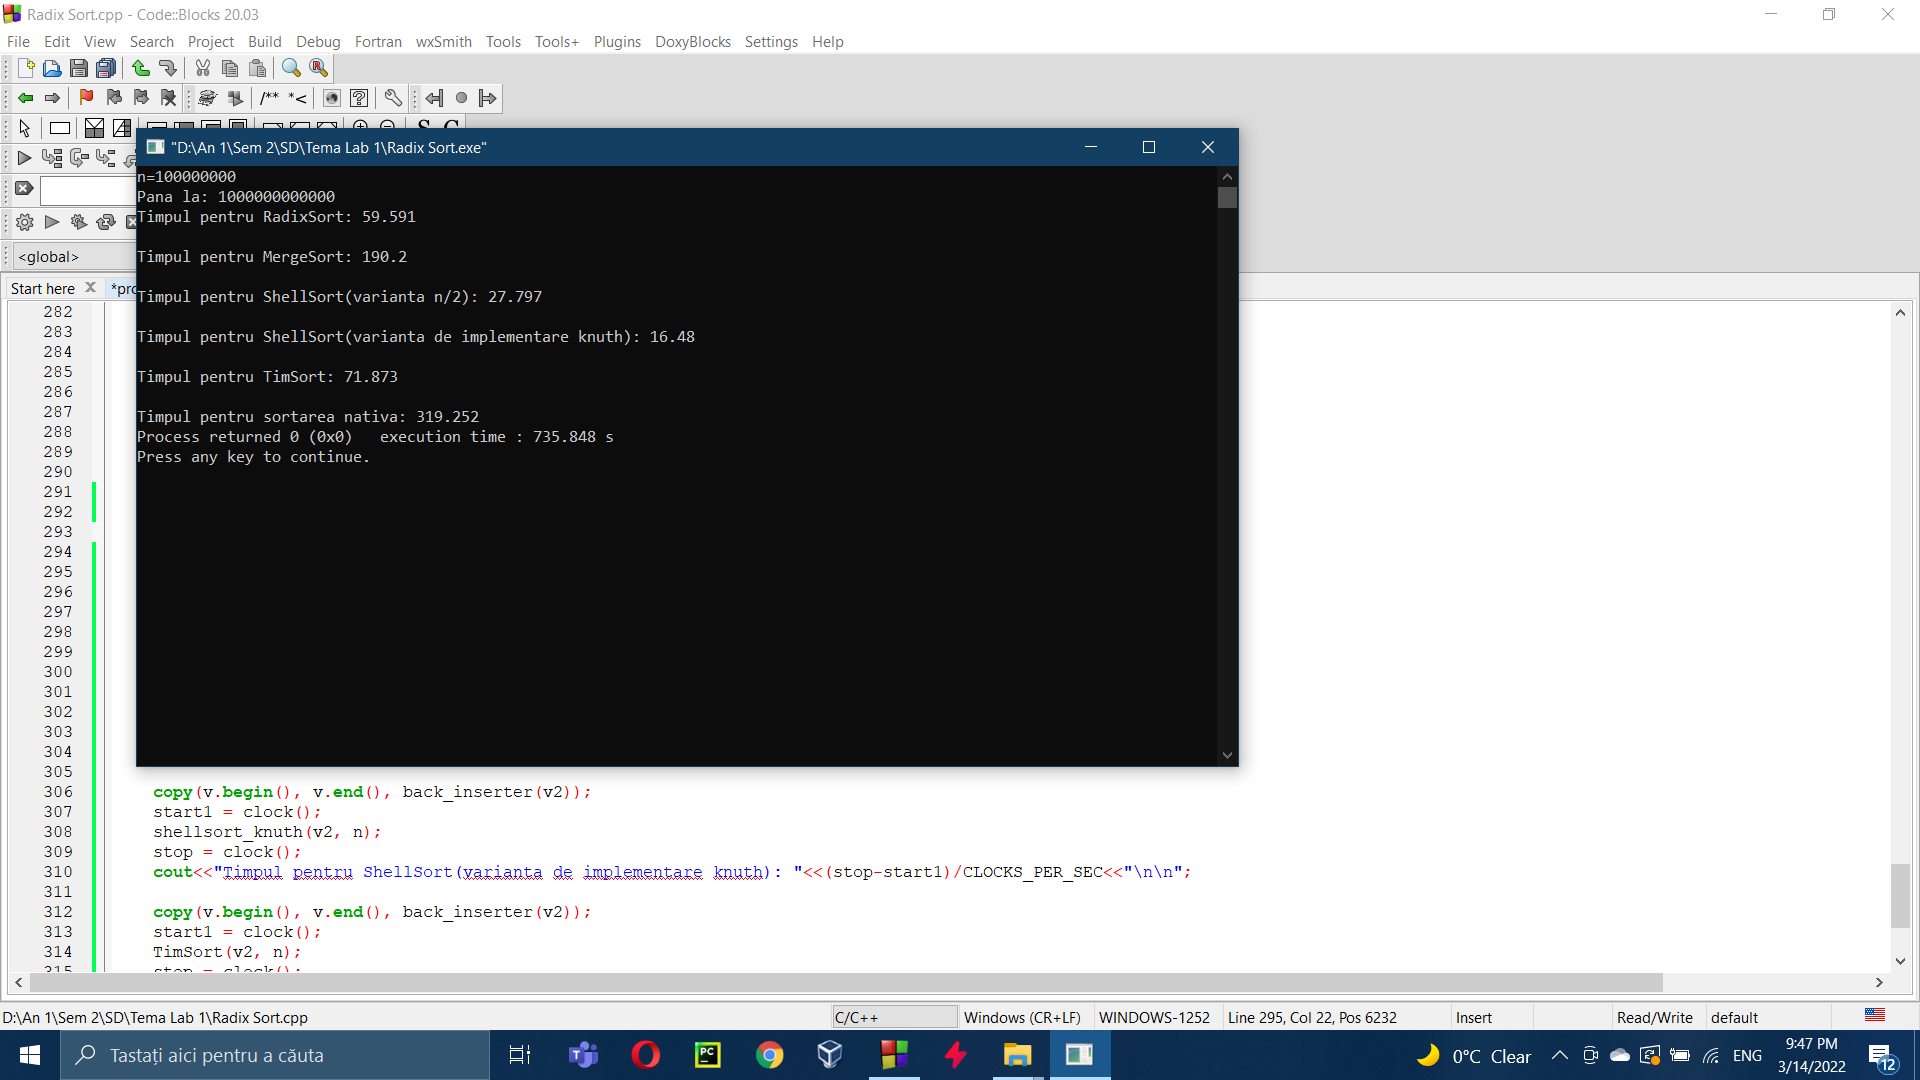 Radix Sort.cpp - Code::Blocks 20.03
File Edit View Search Project Build Debug Fortran wxSmith Tools Tools+ Plugins DoxyBlocks Settings Help
/** *<
"D:\An 1\Sem 2\SD\Tema Lab 1\Radix Sort.exe"
n=100000000
Pana la: 1000000000000
Timpul pentru RadixSort: 59.591
Timpul pentru MergeSort: 190.2
Timpul pentru ShellSort(varianta n/2): 27.797
Timpul pentru ShellSort(varianta de implementare knuth): 16.48
Timpul pentru TimSort: 71.873
Timpul pentru sortarea nativa: 319.252
Process returned 0 (0x0)   execution time : 735.848 s
Press any key to continue.
<global>
Start here *pro
282
283
284
285
286
287
288
289
290
291
292
293
294
295
296
297
298
299
300
301
302
303
304
305
306 copy(v.begin(), v.end(), back_inserter(v2));
307 start1 = clock();
308 shellsort_knuth(v2, n);
309 stop = clock();
310 cout<<"Timpul pentru ShellSort(varianta de implementare knuth): "<<(stop-start1)/CLOCKS_PER_SEC<<"\n\n";
311
312 copy(v.begin(), v.end(), back_inserter(v2));
313 start1 = clock();
314 TimSort(v2, n);
315 stop = clock();
D:\An 1\Sem 2\SD\Tema Lab 1\Radix Sort.cpp C/C++ Windows (CR+LF) WINDOWS-1252 Line 295, Col 22, Pos 6232 Insert Read/Write default
Tastați aici pentru a căuta
PC
0°C Clear ENG
9:47 PM
3/14/2022
12